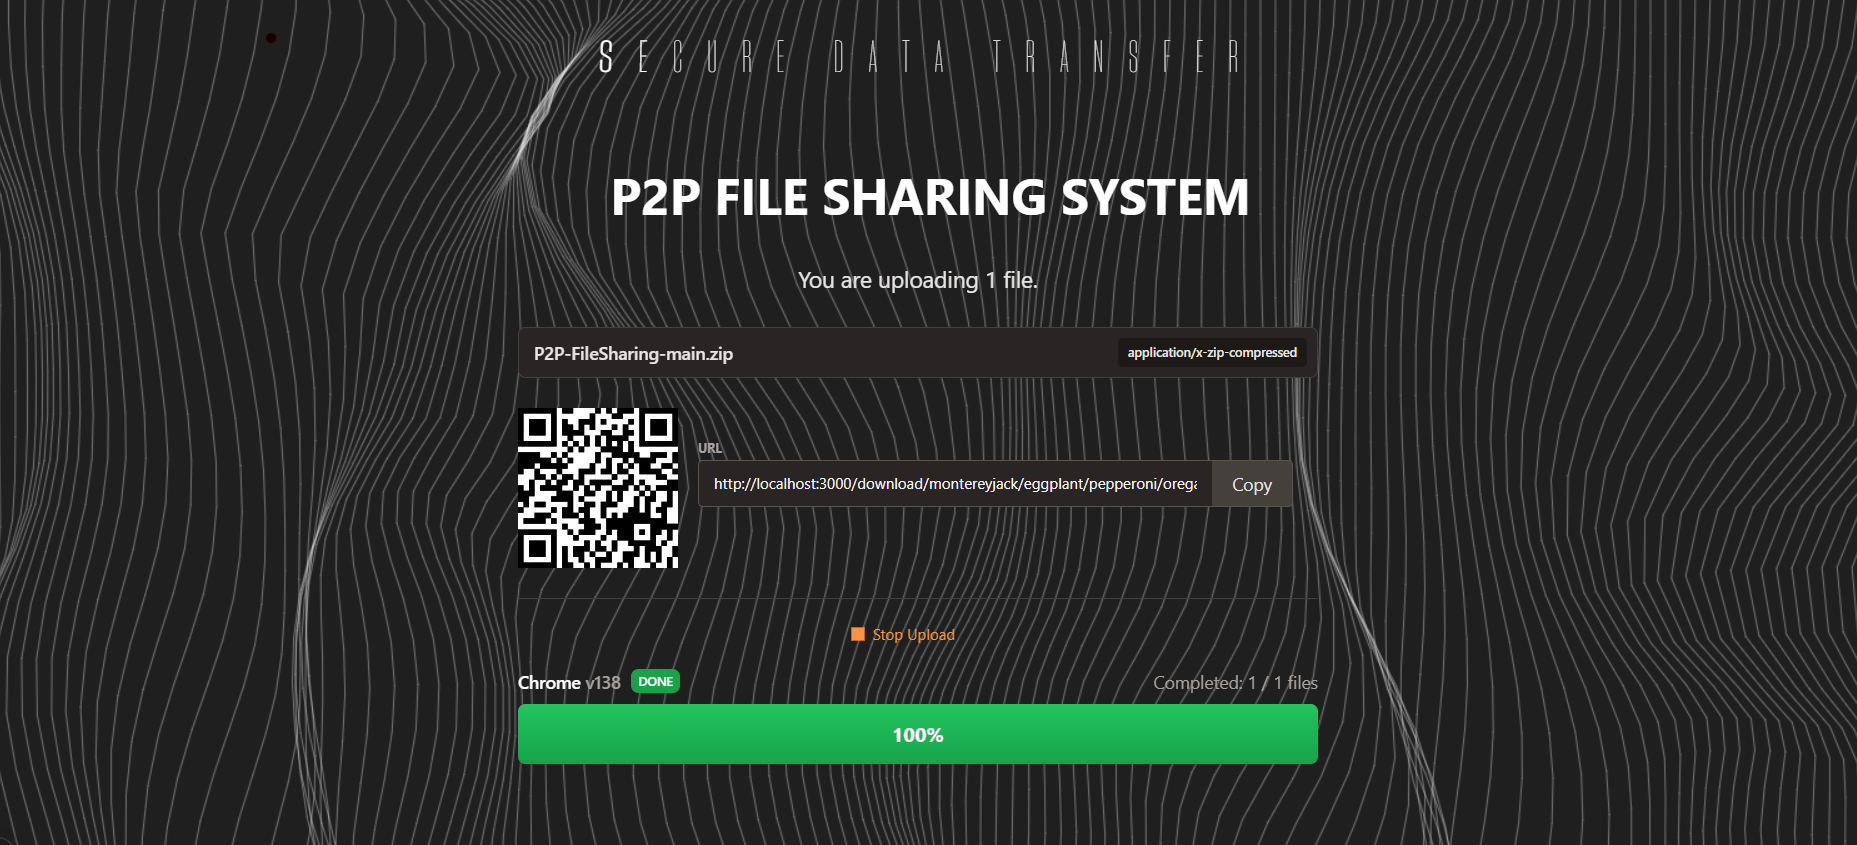 SECURE DATA TRANSFER
P2P FILE SHARING SYSTEM
You are uploading 1 file.
P2P-FileSharing-main.zip
application/x-zip-compressed
URL
http://localhost:3000/download/montereyjack/eggplant/pepperoni/orega
Copy
Stop Upload
Chrome v138 DONE
Completed: 1 / 1 files
100%